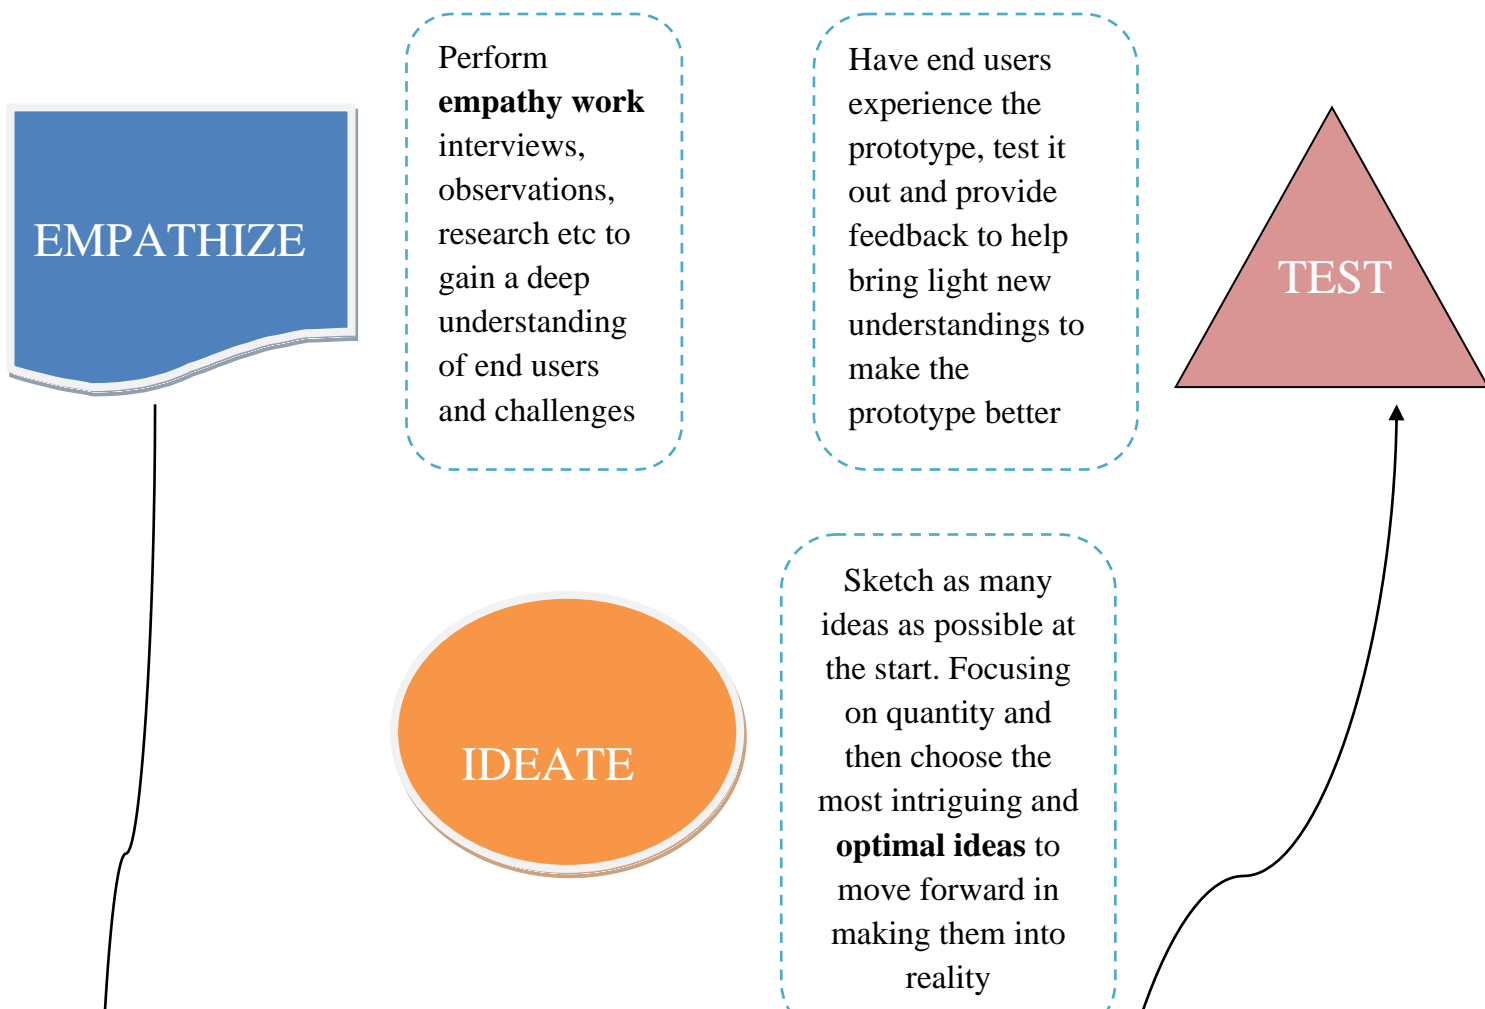 EMPATHIZE
Perform
empathy work
interviews,
observations,
research etc to
gain a deep
understanding
of end users
and challenges
Have end users
experience the
prototype, test it
out and provide
feedback to help
bring light new
understandings to
make the
prototype better
TEST
IDEATE
Sketch as many
ideas as possible at
the start. Focusing
on quantity and
then choose the
most intriguing and
optimal ideas to
move forward in
making them into
reality